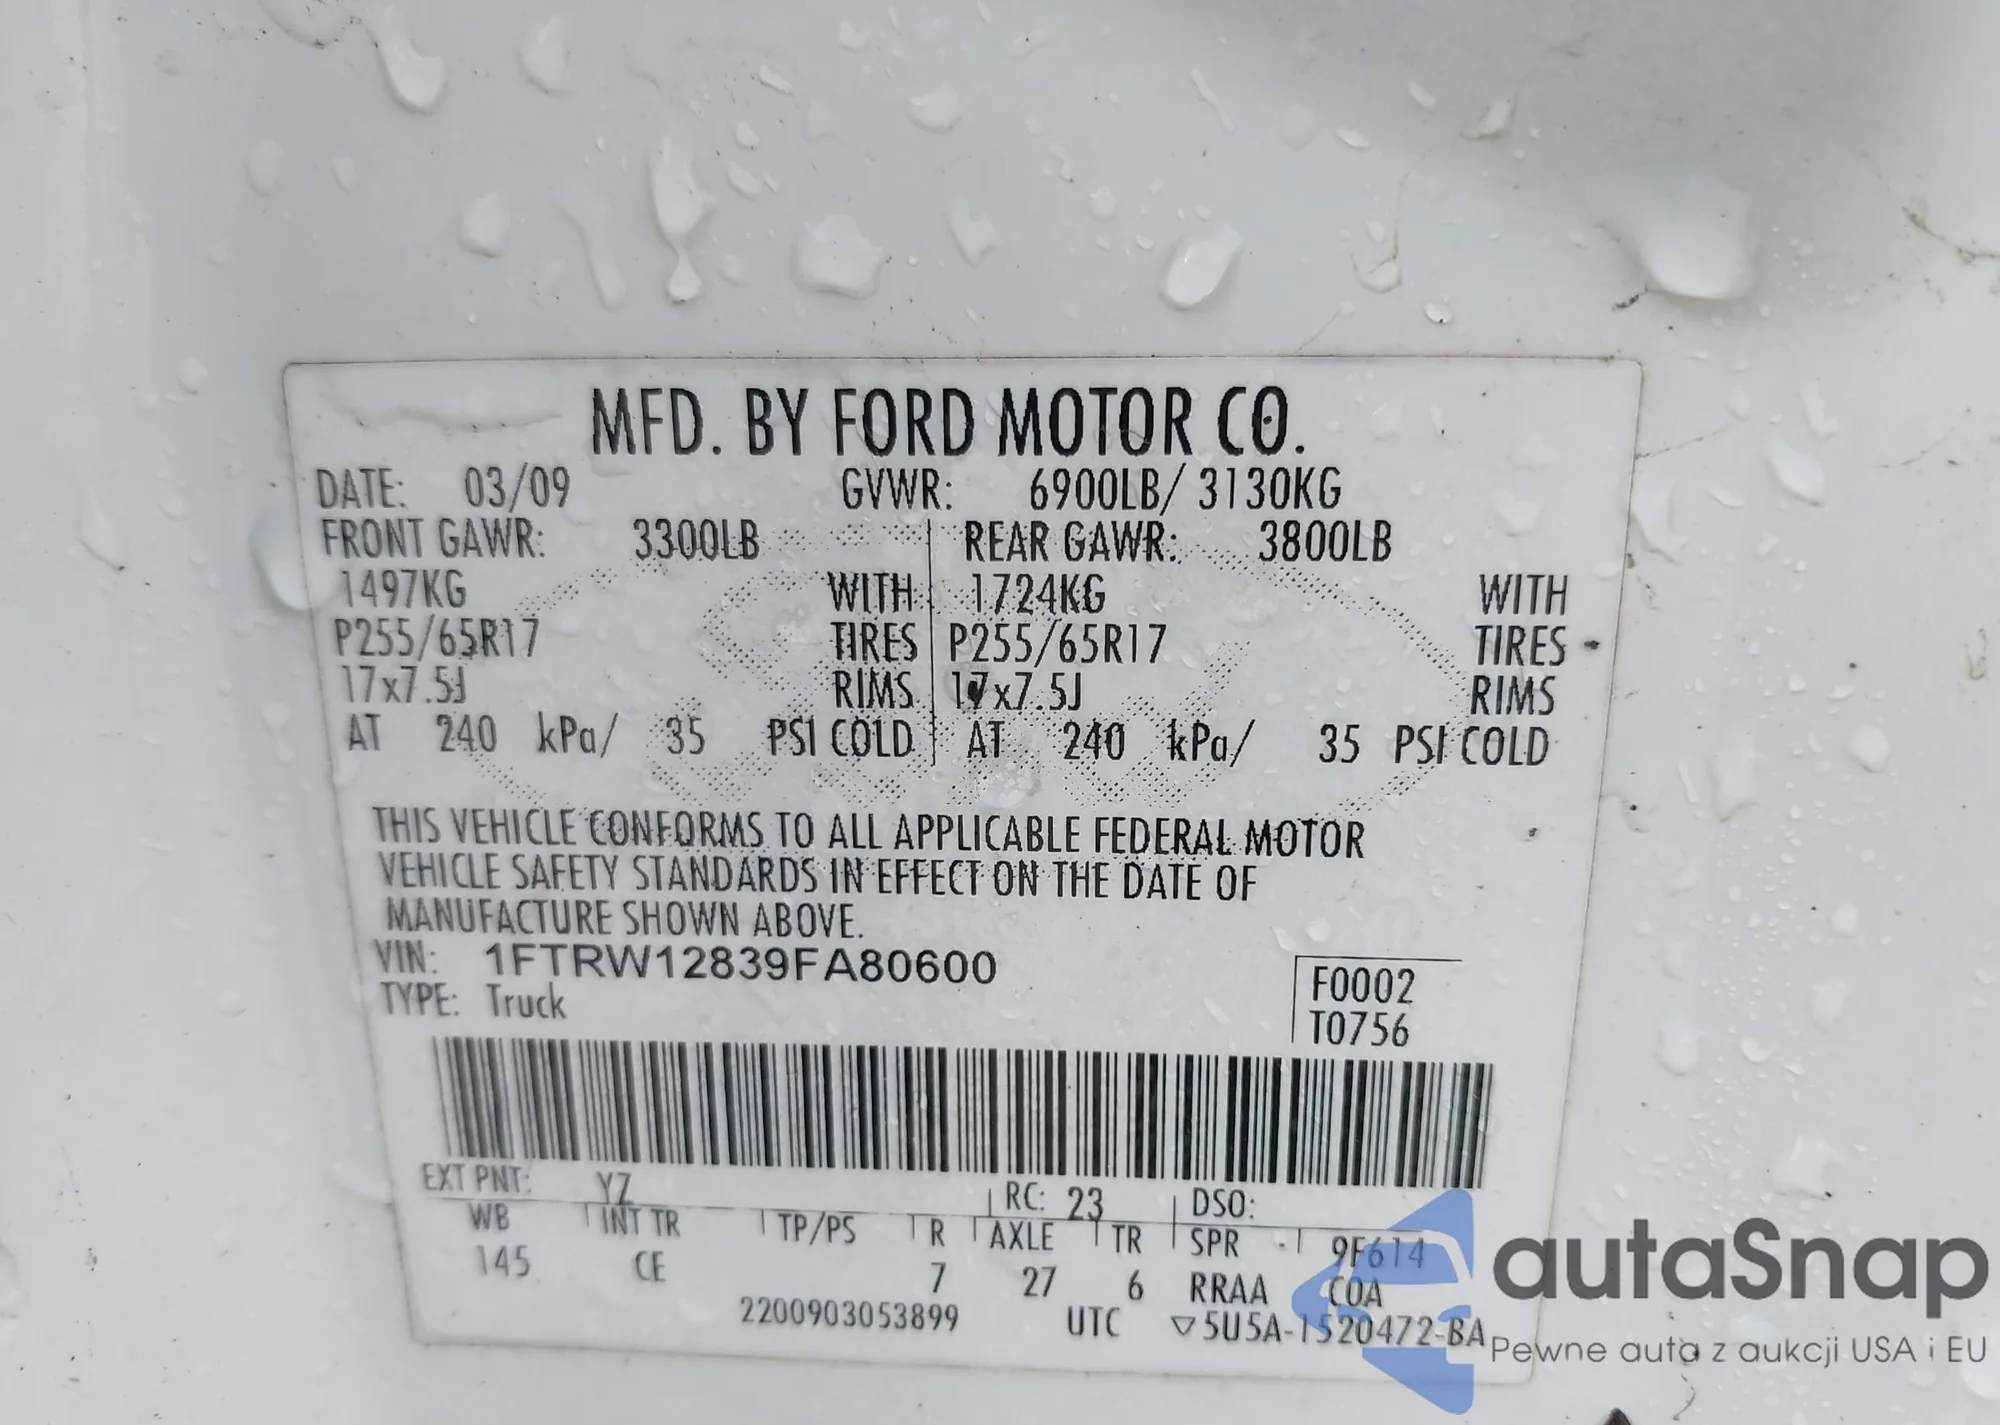 MFD. BY FORD MOTOR CO.
DATE: 03/09 GVWR: 6900LB/ 3130KG
FRONT GAWR: 3300LB REAR GAWR: 3800LB
1497KG WITH 1724KG WITH
P255/65R17 TIRES P255/65R17 TIRES
17x7.5J RIMS 17x7.5J RIMS
AT 240 kPa/ 35 PSI COLD AT 240 kPa/ 35 PSI COLD
THIS VEHICLE CONFORMS TO ALL APPLICABLE FEDERAL MOTOR
VEHICLE SAFETY STANDARDS IN EFFECT ON THE DATE OF
MANUFACTURE SHOWN ABOVE.
VIN: 1FTRW12839FA80600
TYPE: Truck
F0002
T0756
EXT PNT: YZ RC: 23 DSO:
WB INT TR TP/PS R AXLE TR SPR 9F614
145 CE 7 27 6 RRAA COA
2200903053899 UTC ▽5U5A-1520472-BA
autaSnap
Pewne auta z aukcji USA i EU